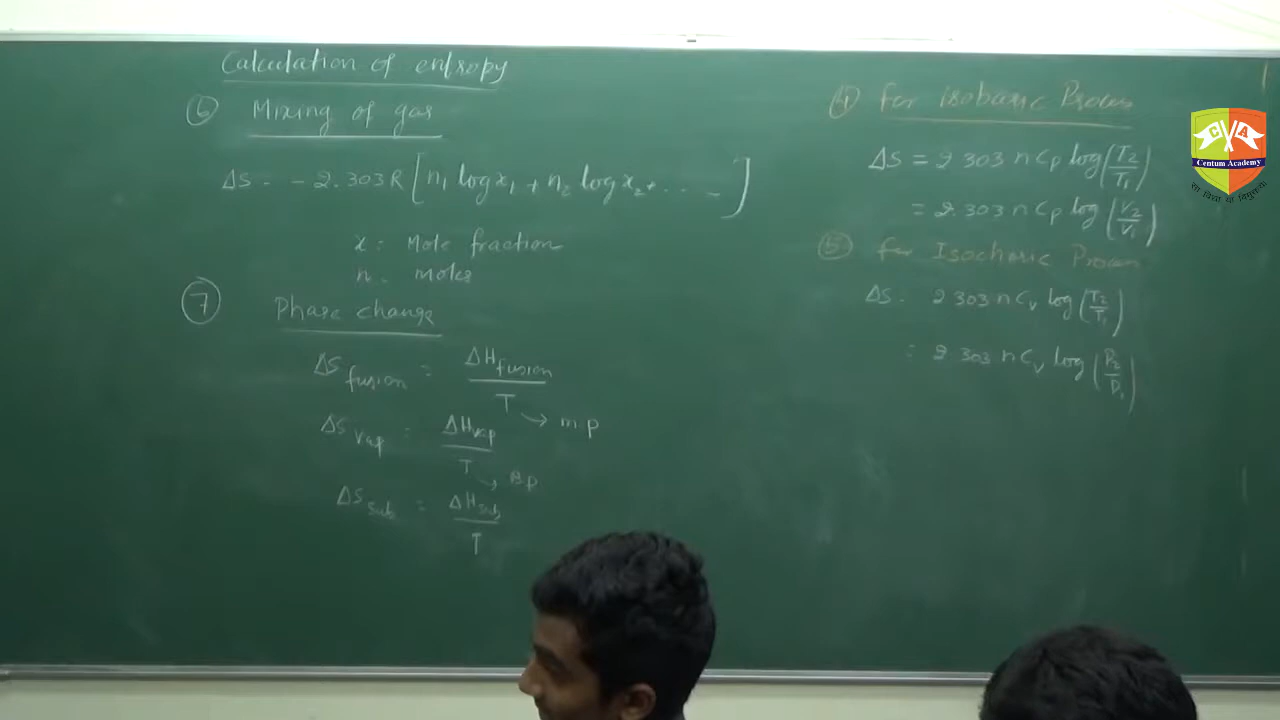 Calculation of entropy
⑥ Mixing of gas
ΔS = - 2.303R [n₁ log x₁ + n₂ log x₂ + ... -]
x = Mole fraction
n = moles
⑦ Phase change
ΔS fusion = ΔH fusion / T → m.p
ΔS vap = ΔH vap / T → B.p
ΔS sub = ΔH sub / T
④ for isobaric Process
ΔS = 2.303 n Cp log (T₂/T₁)
= 2.303 n Cp log (V₂/V₁)
⑤ for Isochoric Process
ΔS = 2.303 n Cv log (T₂/T₁)
= 2.303 n Cv log (P₂/P₁)
CVA
Centum Academy
सा विद्या या विमुक्तये